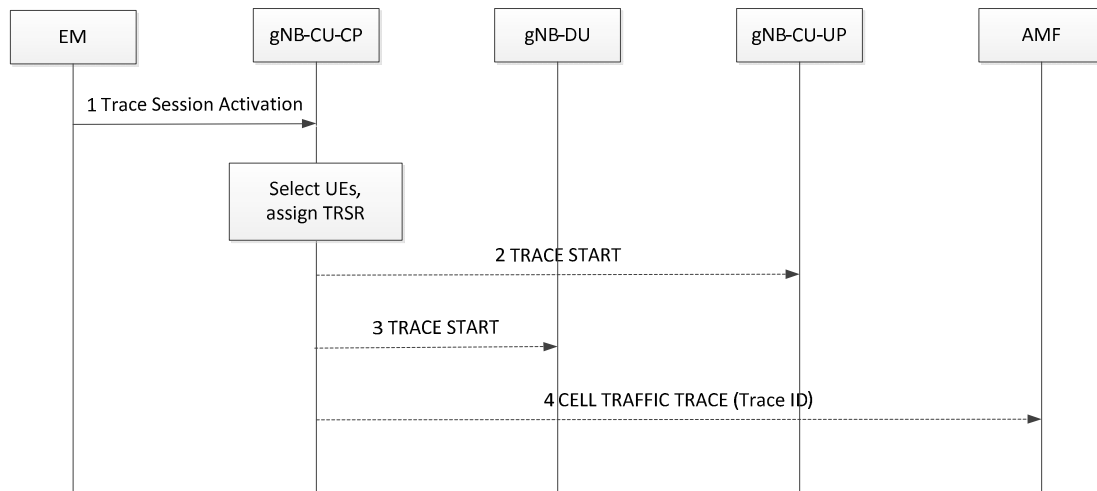 EM
gNB-CU-CP
gNB-DU
gNB-CU-UP
AMF
1 Trace Session Activation
Select UEs,
assign TRSR
2 TRACE START
3 TRACE START
4 CELL TRAFFIC TRACE (Trace ID)